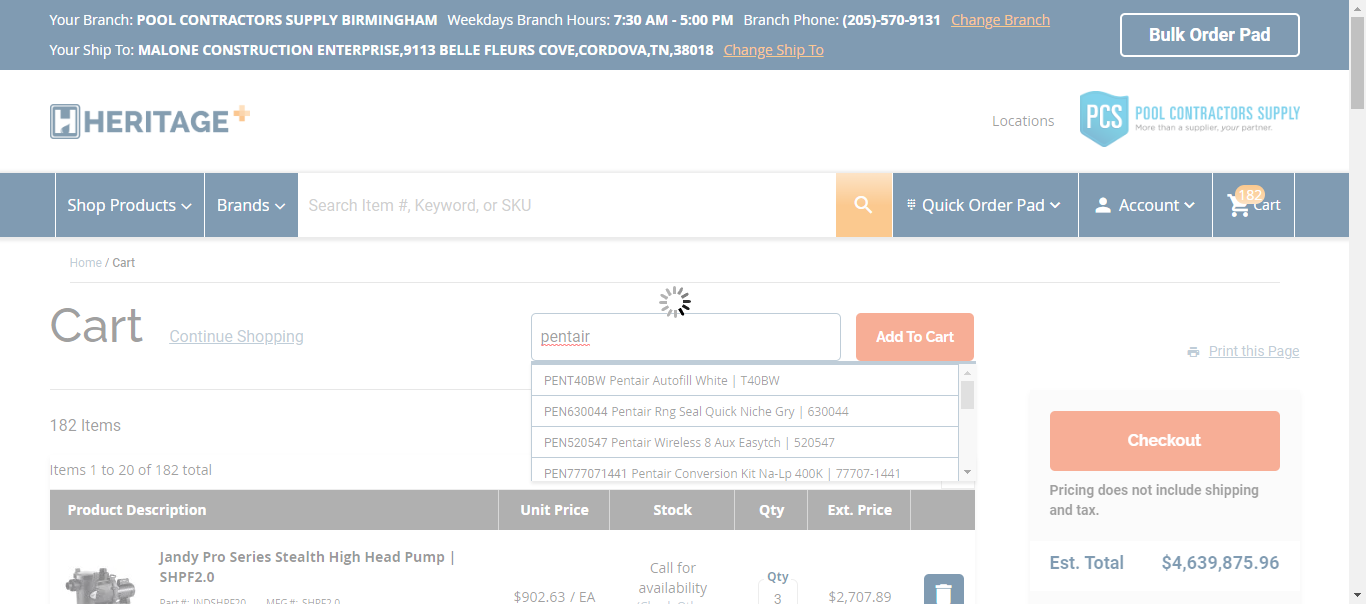 Your Branch: POOL CONTRACTORS SUPPLY BIRMINGHAM Weekdays Branch Hours: 7:30 AM - 5:00 PM Branch Phone: (205)-570-9131 Change Branch
Your Ship To: MALONE CONSTRUCTION ENTERPRISE,9113 BELLE FLEURS COVE,CORDOVA,TN,38018 Change Ship To
Bulk Order Pad
HERITAGE+
Locations
PCS POOL CONTRACTORS SUPPLY
More than a supplier, your partner.
Shop Products
Brands
Search Item #, Keyword, or SKU
Quick Order Pad
Account
182
Cart
Home / Cart
Cart
Continue Shopping
pentair
Add To Cart
Print this Page
PENT40BW Pentair Autofill White | T40BW
PEN630044 Pentair Rng Seal Quick Niche Gry | 630044
PEN520547 Pentair Wireless 8 Aux Easytch | 520547
PEN777071441 Pentair Conversion Kit Na-Lp 400K | 77707-1441
182 Items
Items 1 to 20 of 182 total
Checkout
Pricing does not include shipping
and tax.
Est. Total $4,639,875.96
Product Description Unit Price Stock Qty Ext. Price
Jandy Pro Series Stealth High Head Pump |
SHPF2.0
Part#: JNDSHPF20 MFG #: SHPF2.0
$902.63 / EA
Call for
availability
Qty
3
$2,707.89